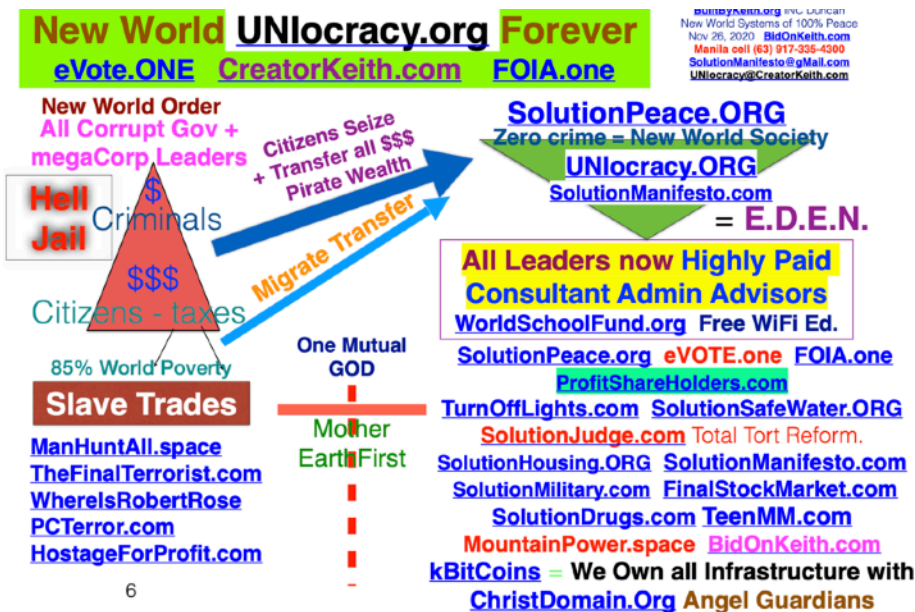 New World UNIocracy.org Forever
eVote.ONE CreatorKeith.com FOIA.one
BuiltByKeith.org INC Duncan
New World Systems of 100% Peace
Nov 26, 2020 BidOnKeith.com
Manila cell (63) 917-335-4300
SolutionManifesto@gMail.com
UNIocracy@CreatorKeith.com
New World Order
All Corrupt Gov +
megaCorp Leaders
Hell
Jail
$
Criminals
$$$
Citizens - taxes
85% World Poverty
Slave Trades
ManHuntAll.space
TheFinalTerrorist.com
WhereIsRobertRose
PCTerror.com
HostageForProfit.com
6
Citizens Seize
+ Transfer all $$$
Pirate Wealth
Migrate Transfer
One Mutual
GOD
Mother
EarthFirst
SolutionPeace.ORG
Zero crime = New World Society
UNIocracy.ORG
SolutionManifesto.com
= E.D.E.N.
All Leaders now Highly Paid
Consultant Admin Advisors
WorldSchoolFund.org Free WiFi Ed.
SolutionPeace.org eVOTE.one FOIA.one
ProfitShareHolders.com
TurnOffLights.com SolutionSafeWater.ORG
SolutionJudge.com Total Tort Reform.
SolutionHousing.ORG SolutionManifesto.com
SolutionMilitary.com FinalStockMarket.com
SolutionDrugs.com TeenMM.com
MountainPower.space BidOnKeith.com
kBitCoins = We Own all Infrastructure with
ChristDomain.Org Angel Guardians